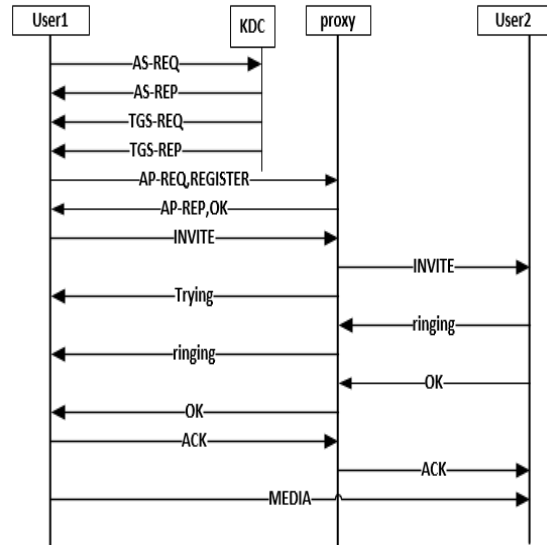 User1 KDC proxy User2
AS-REQ
AS-REP
TGS-REQ
TGS-REP
AP-REQ,REGISTER
AP-REP,OK
INVITE
INVITE
Trying
ringing
ringing
OK
OK
ACK
ACK
MEDIA